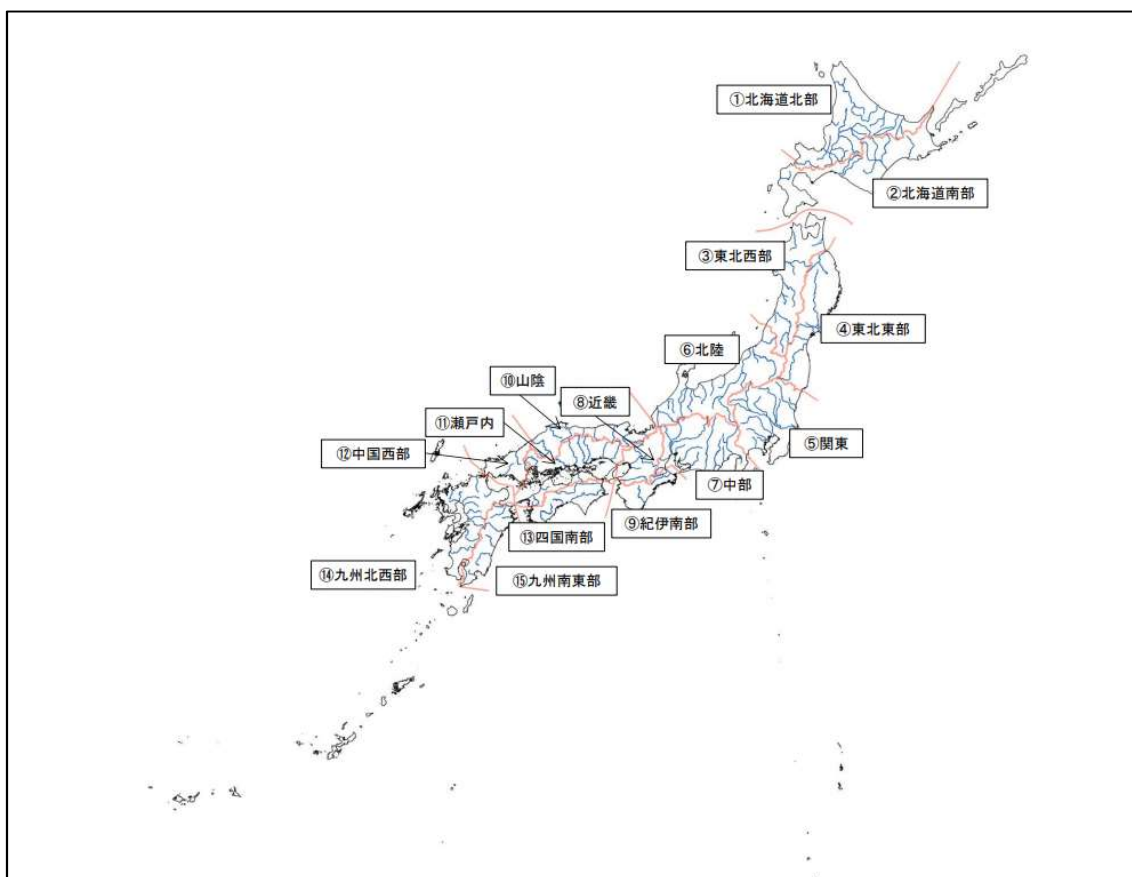 ①北海道北部
②北海道南部
③東北西部
④東北東部
⑥北陸
⑩山陰
⑧近畿
⑪瀬戸内
⑫中国西部
⑤関東
⑦中部
⑨紀伊南部
⑬四国南部
⑭九州北西部
⑮九州南東部